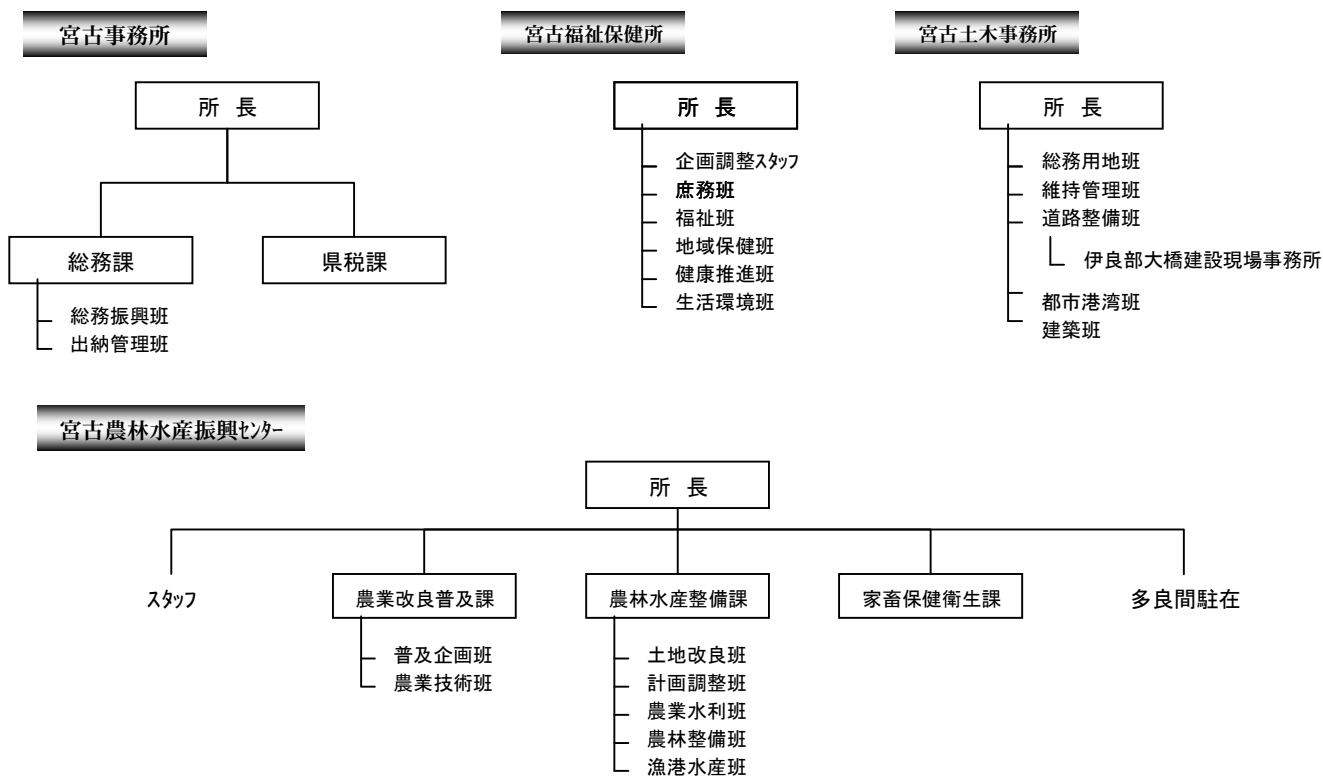 宮古事務所
所 長
総務課
県税課
総務振興班
出納管理班
宮古福祉保健所
所 長
企画調整スタッフ
庶務班
福祉班
地域保健班
健康推進班
生活環境班
宮古土木事務所
所 長
総務用地班
維持管理班
道路整備班
伊良部大橋建設現場事務所
都市港湾班
建築班
宮古農林水産振興センター
所 長
スタッフ
農業改良普及課
普及企画班
農業技術班
農林水産整備課
土地改良班
計画調整班
農業水利班
農林整備班
漁港水産班
家畜保健衛生課
多良間駐在